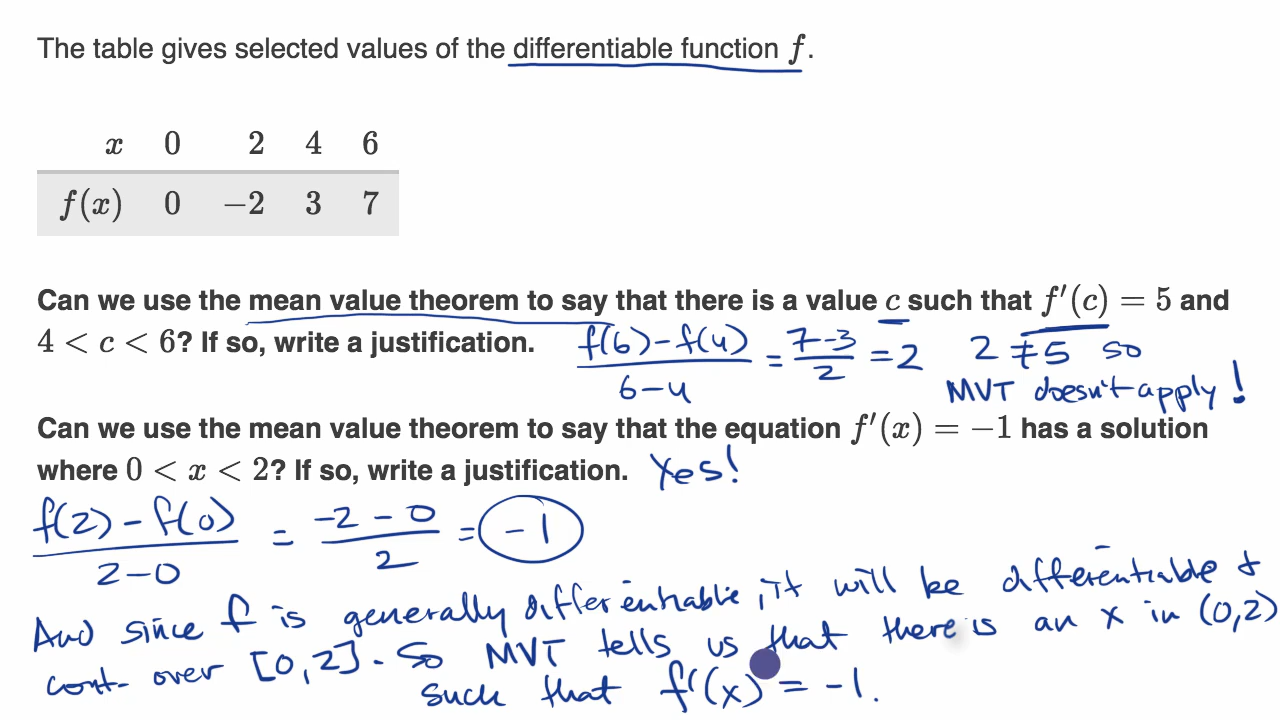 The table gives selected values of the differentiable function f.
x 0 2 4 6
f(x) 0 −2 3 7
Can we use the mean value theorem to say that there is a value c such that f′(c) = 5 and
4 < c < 6? If so, write a justification.
f(6)-f(4)/6-4 = 7-3/2 = 2 2 ≠ 5 so
MVT doesn't apply!
Can we use the mean value theorem to say that the equation f′(x) = −1 has a solution
where 0 < x < 2? If so, write a justification. Yes!
f(2)-f(0)/2-0 = -2-0/2 = -1
And since f is generally differentiable, it will be differentiable &
cont. over [0,2]. So MVT tells us that there is an x in (0,2)
such that f'(x) = -1.